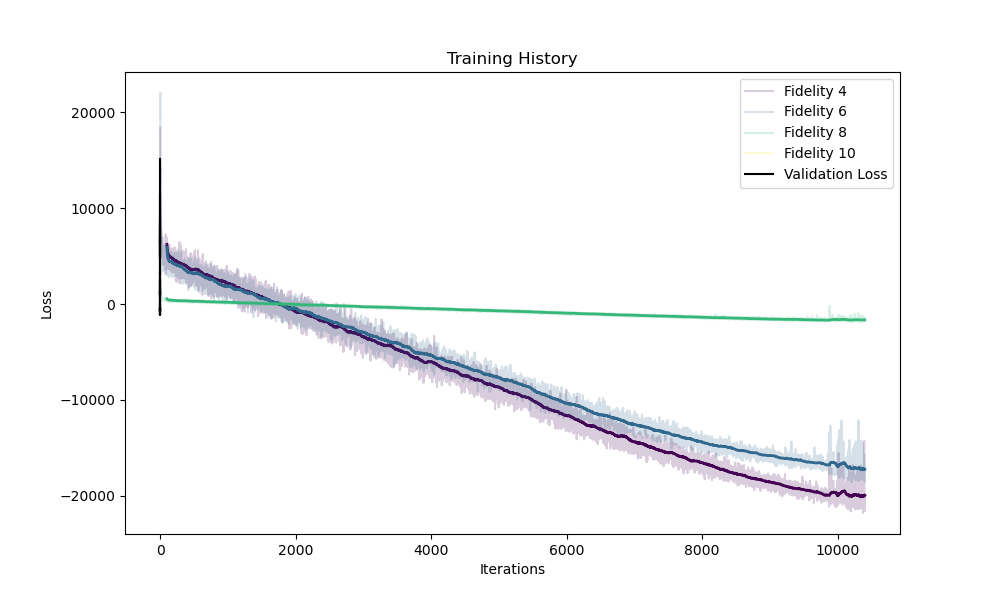 Training History
20000
10000
0
−10000
−20000
Loss
0
2000
4000
6000
8000
10000
Iterations
Fidelity 4
Fidelity 6
Fidelity 8
Fidelity 10
Validation Loss